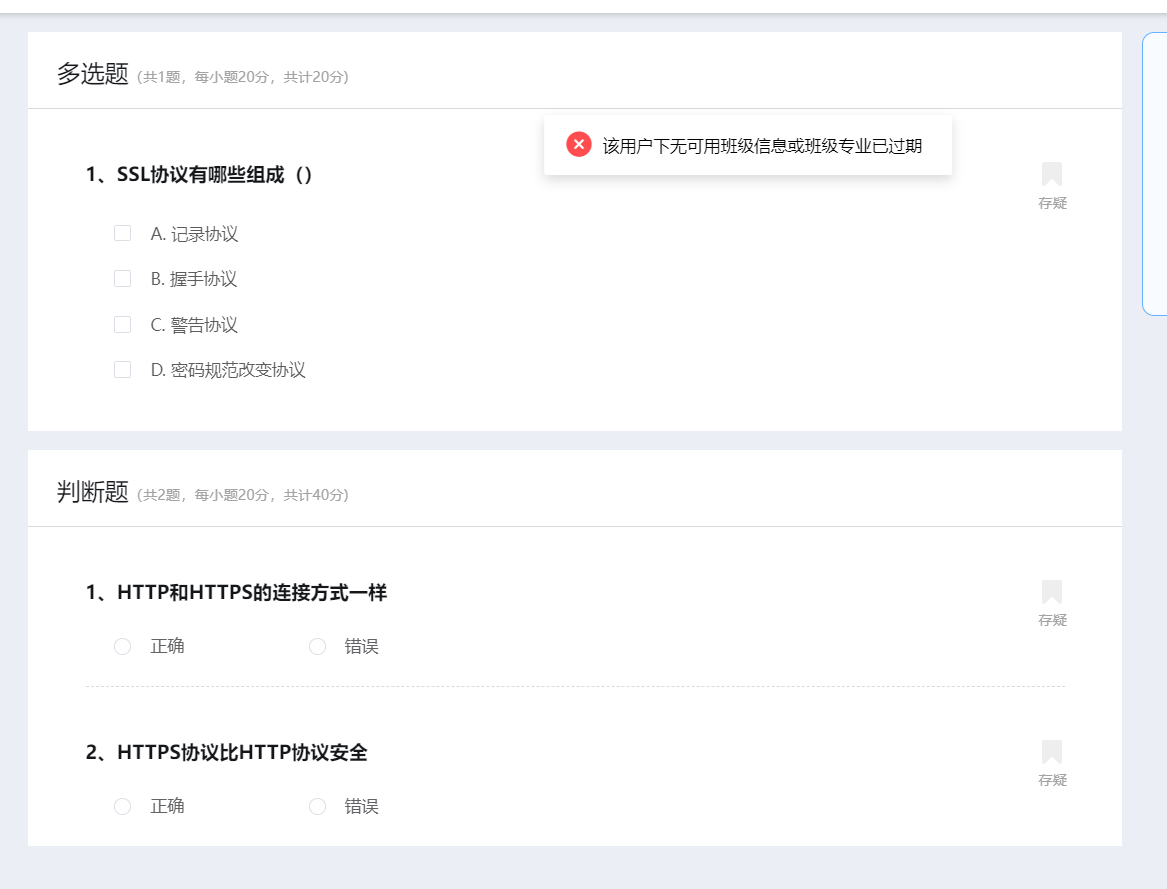 多选题 (共1题，每小题20分，共计20分)
该用户下无可用班级信息或班级专业已过期
1、SSL协议有哪些组成（）
存疑
A. 记录协议
B. 握手协议
C. 警告协议
D. 密码规范改变协议
判断题 (共2题，每小题20分，共计40分)
1、HTTP和HTTPS的连接方式一样
存疑
正确 错误
2、HTTPS协议比HTTP协议安全
存疑
正确 错误